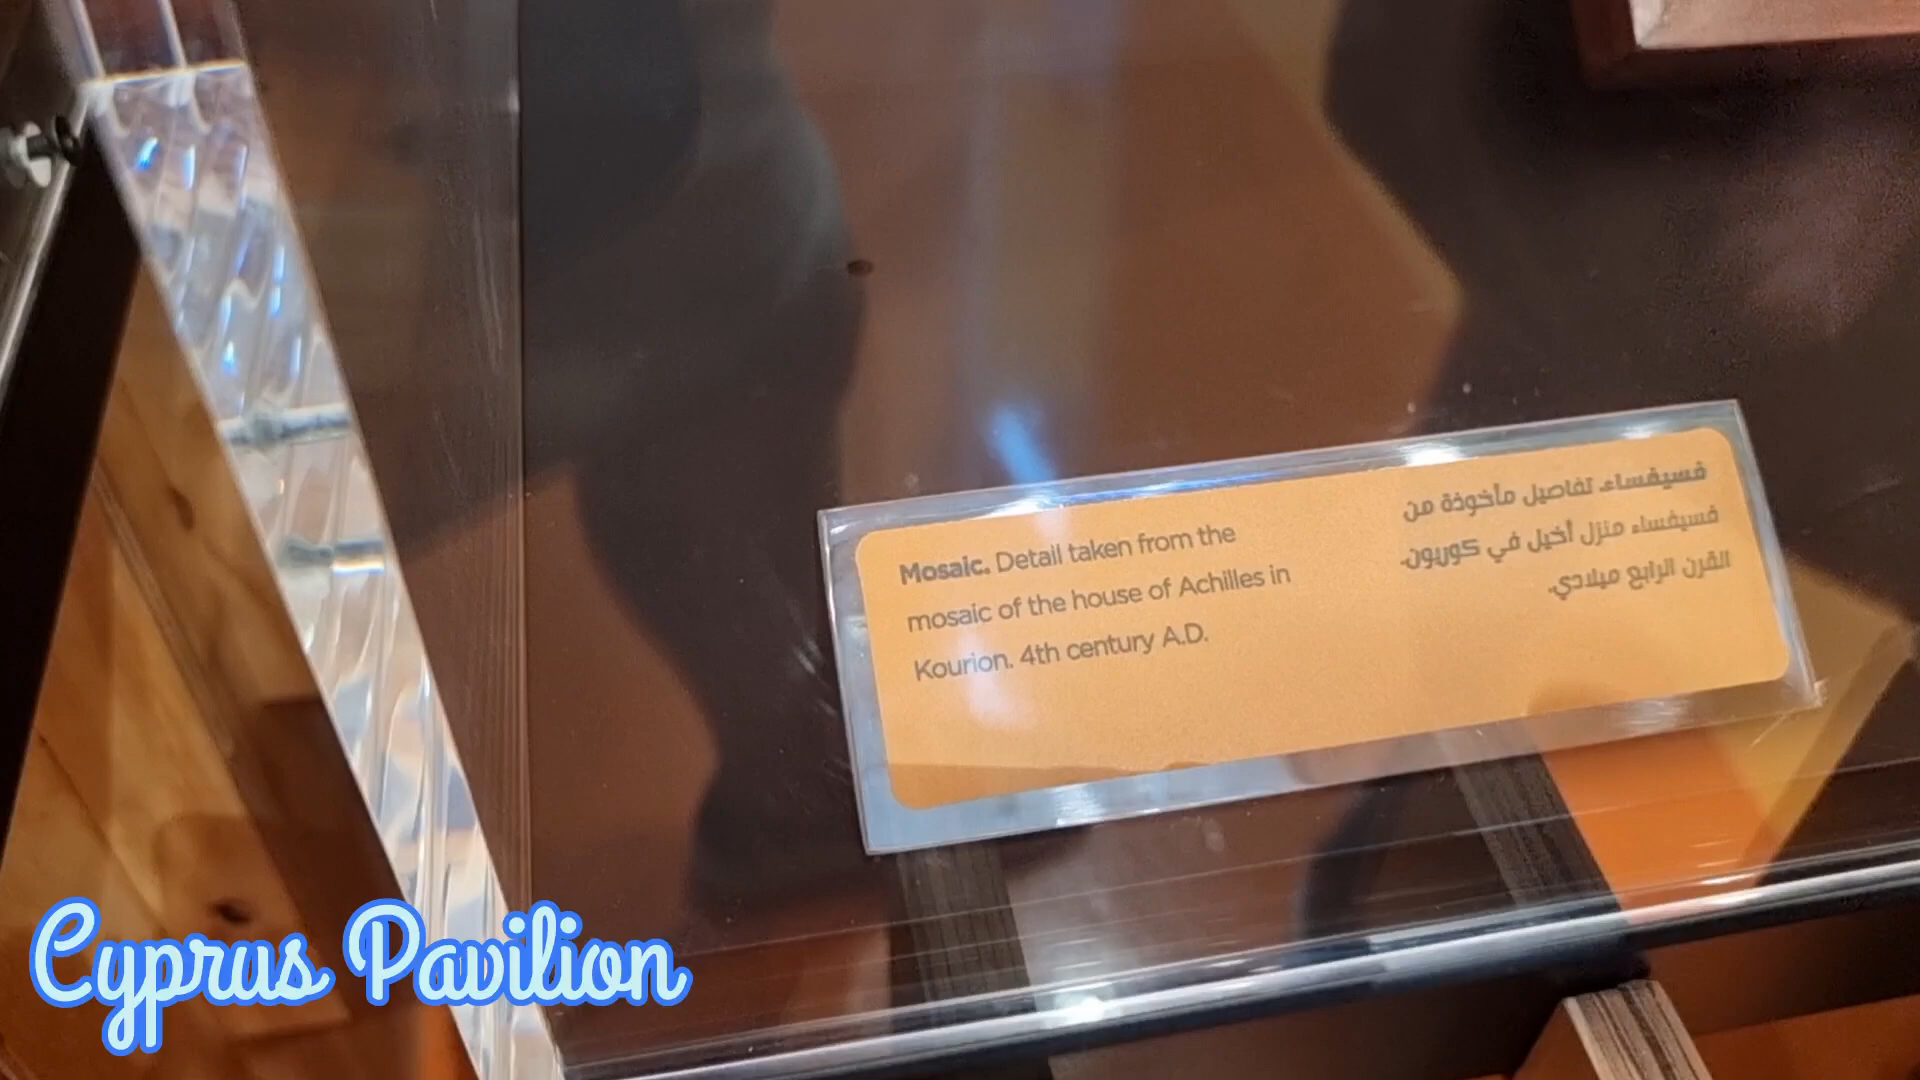 Mosaic. Detail taken from the
mosaic of the house of Achilles in
Kourion. 4th century A.D.
فسيفساء. تفاصيل مأخوذة من
فسيفساء منزل أخيل في كوريون.
القرن الرابع ميلادي.
Cyprus Pavilion